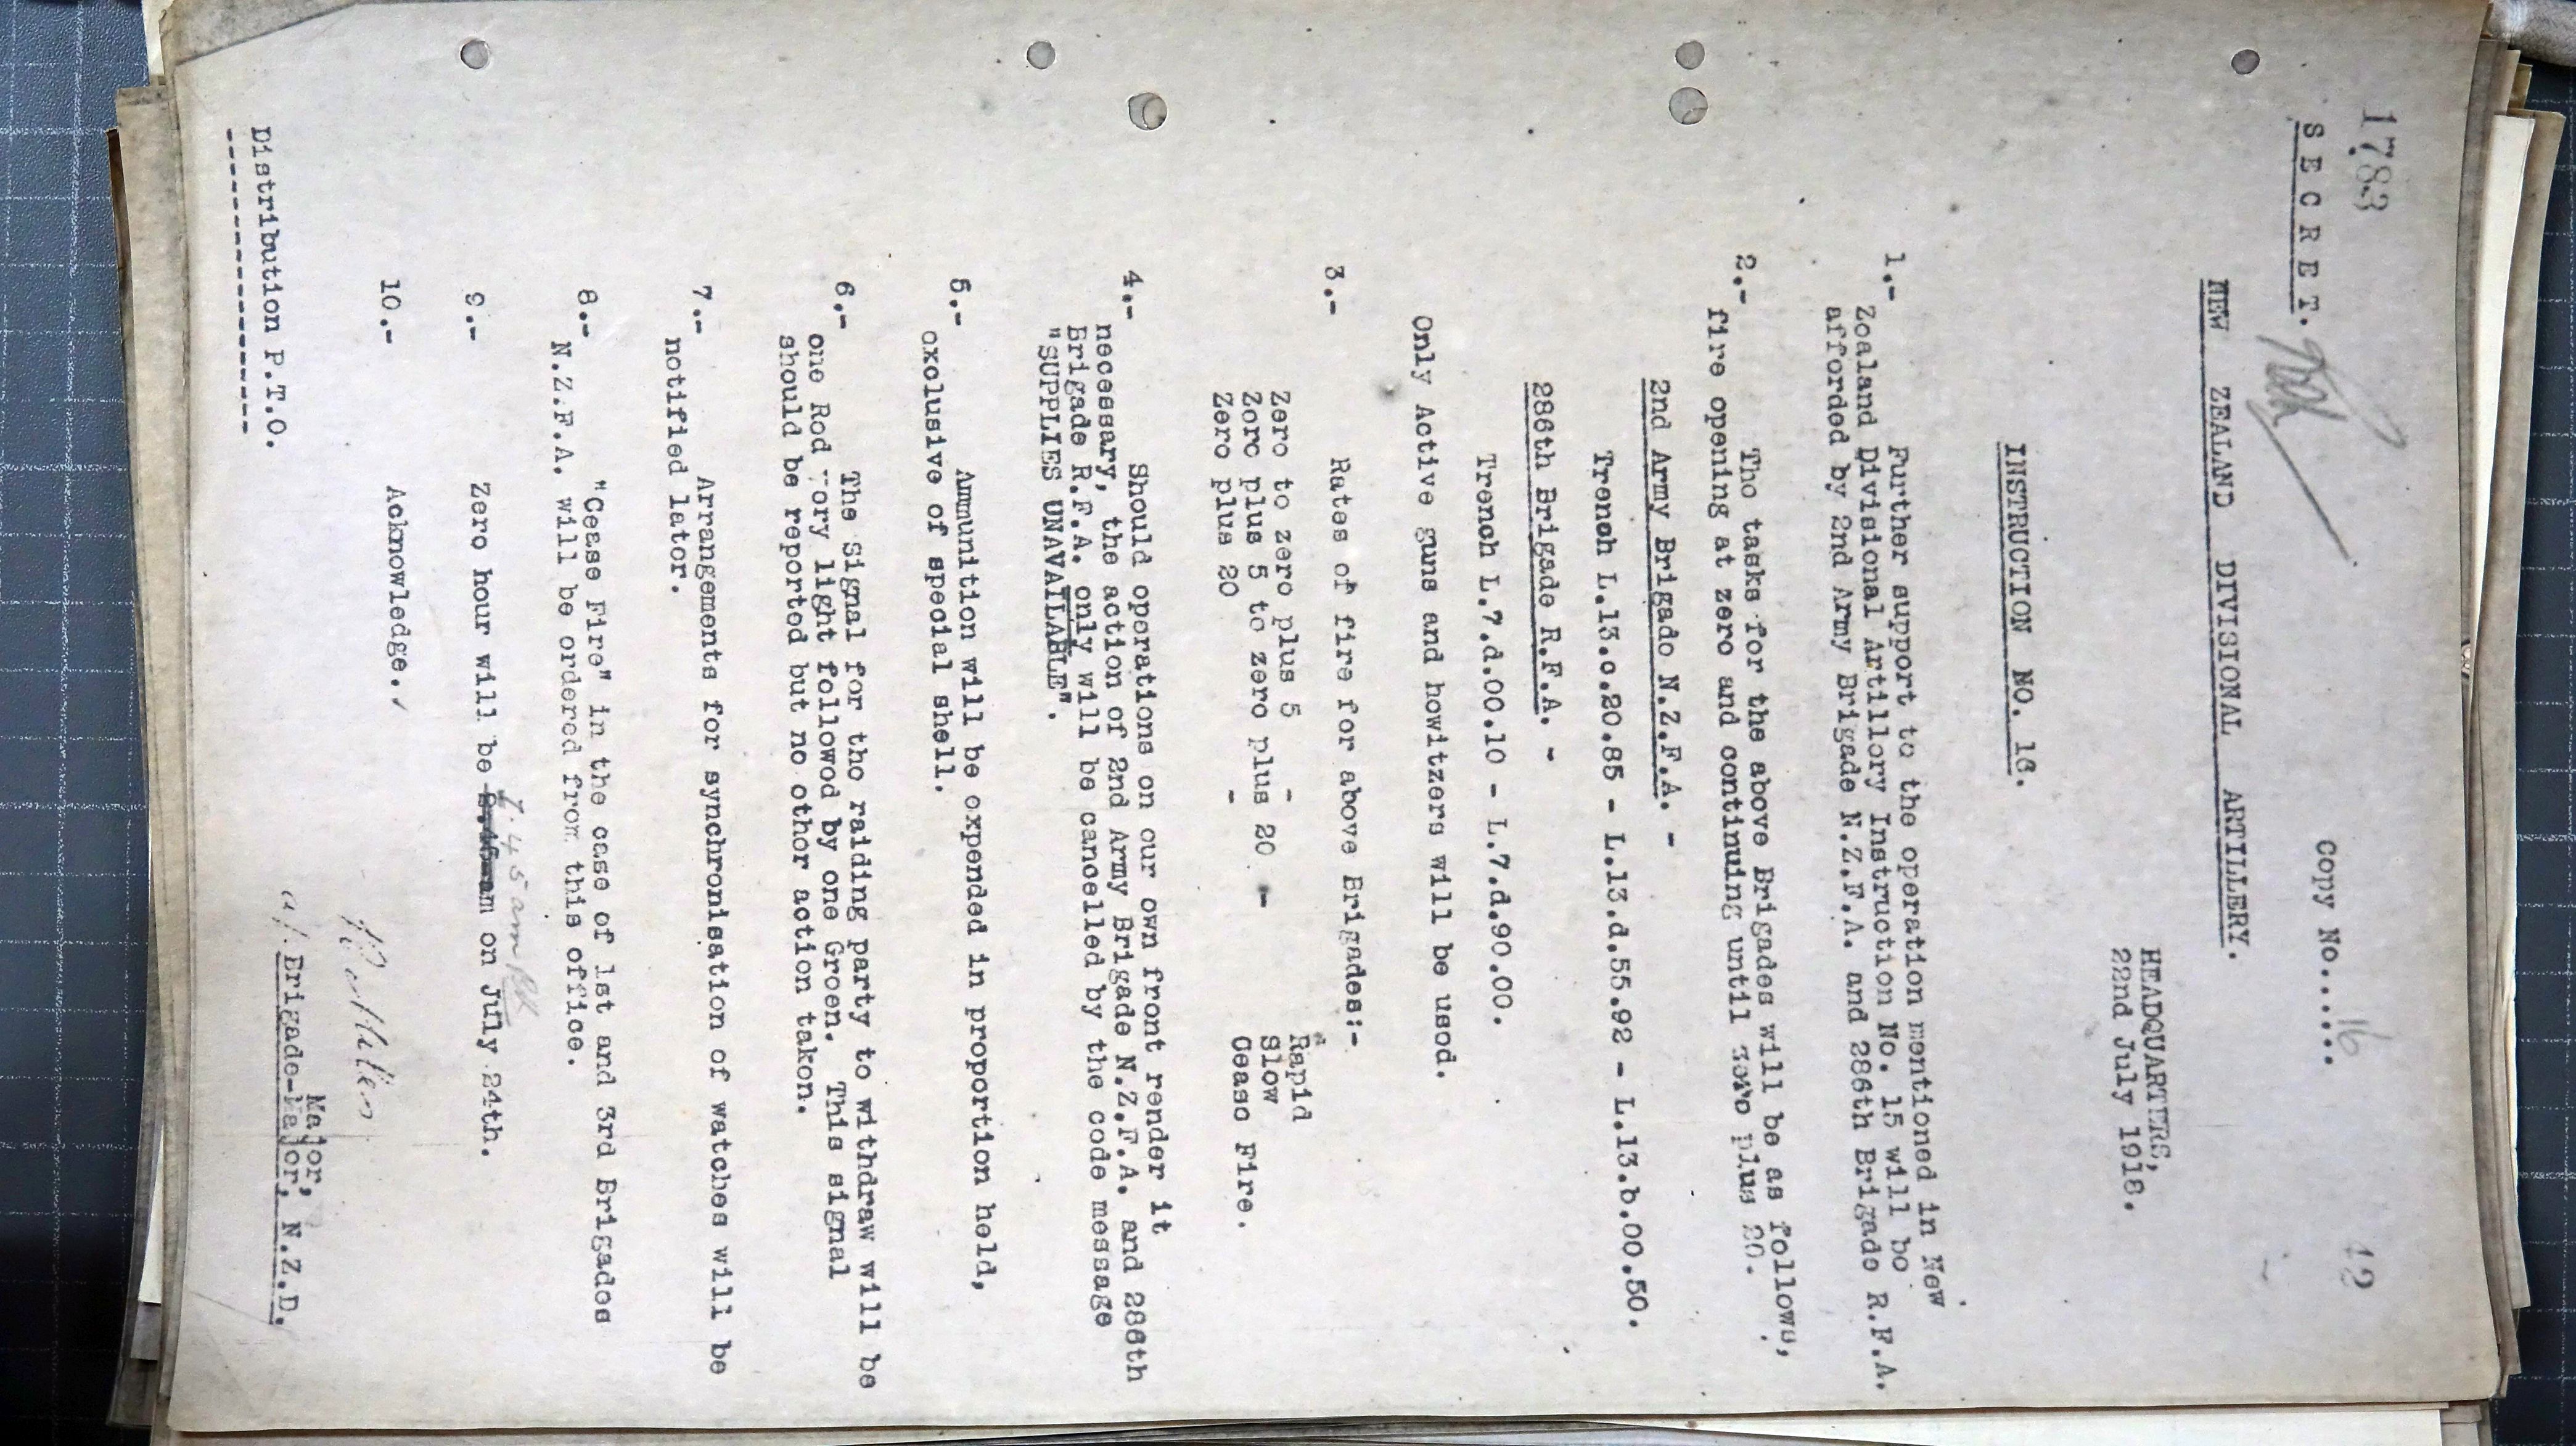 1783
42
S E C R E T.
Copy No...... 16
NEW ZEALAND DIVISIONAL ARTILLERY.
HEADQUARTERS,
22nd July 1918.
INSTRUCTION NO. 16.
1.- Further support to the operation mentioned in New
Zealand Divisional Artillery Instruction No. 15 will be
afforded by 2nd Army Brigade N.Z.F.A. and 286th Brigade R.F.A.
2.- The tasks for the above Brigades will be as follows,
fire opening at zero and continuing until zero plus 20.
2nd Army Brigade N.Z.F.A. -
Trench L.13.c.20.85 - L.13.d.55.92 - L.13.b.00.50.
286th Brigade R.F.A. -
Trench L.7.d.00.10 - L.7.d.90.00.
Only Active guns and howitzers will be used.
3.- Rates of fire for above Brigades:-
Zero to zero plus 5 - Rapid
Zero plus 5 to zero plus 20 - Slow
Zero plus 20 - Cease Fire.
4.- Should operations on our own front render it
necessary, the action of 2nd Army Brigade N.Z.F.A. and 286th
Brigade R.F.A. only will be cancelled by the code message
"SUPPLIES UNAVAILABLE".
5.- Ammunition will be expended in proportion held,
exclusive of special shell.
6.- The Signal for the raiding party to withdraw will be
one Red Very light followed by one Green. This signal
should be reported but no other action taken.
7.- Arrangements for synchronisation of watches will be
notified later.
8.- "Cease Fire" in the case of 1st and 3rd Brigades
N.Z.F.A. will be ordered from this office.
7.45 am
9.- Zero hour will be on July 24th.
10.- Acknowledge. ✓
Major,
a/. Brigade-Major, N.Z.D.
Distribution P.T.O.